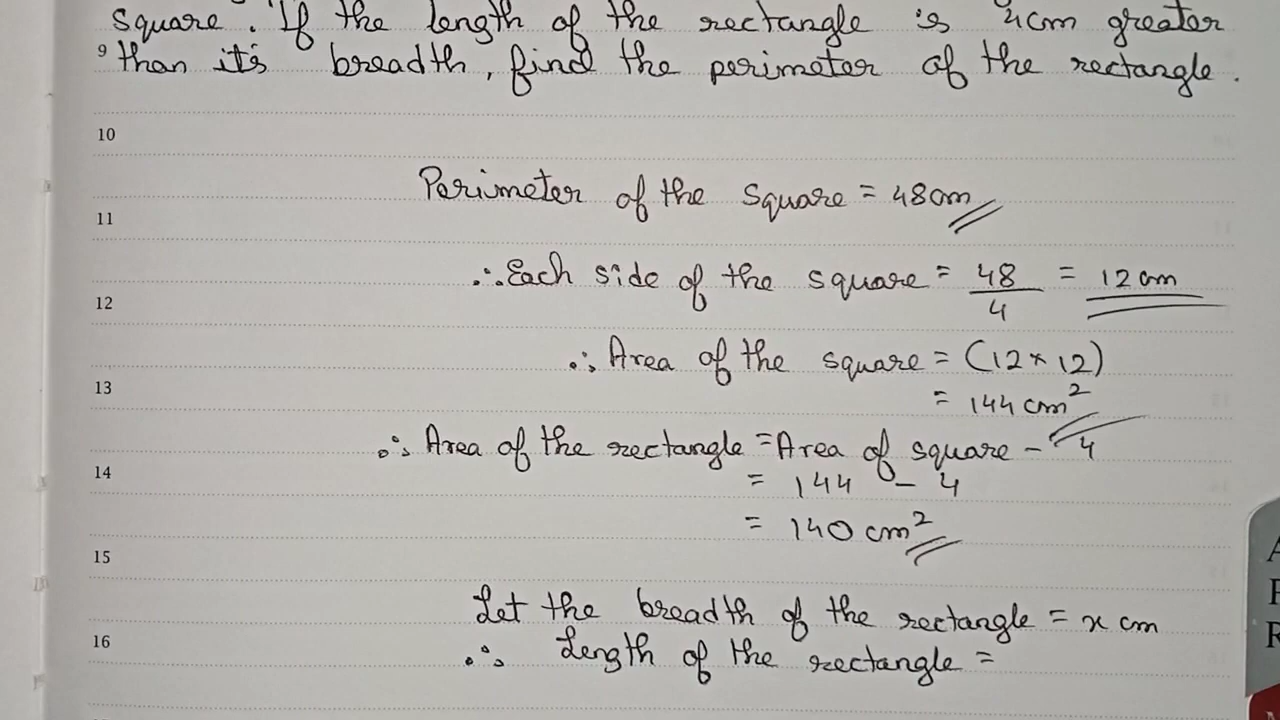 square. If the length of the rectangle is 4cm greater
9 than it's breadth, find the perimeter of the rectangle.
10
Perimeter of the square = 48cm
11
∴ Each side of the square = 48/4 = 12cm
12
∴ Area of the square = (12 × 12)
13
= 144 cm²
∴ Area of the rectangle = Area of square - 4
14
= 144 - 4
= 140 cm²
15
Let the breadth of the rectangle = x cm
16
∴ Length of the rectangle =
A
R